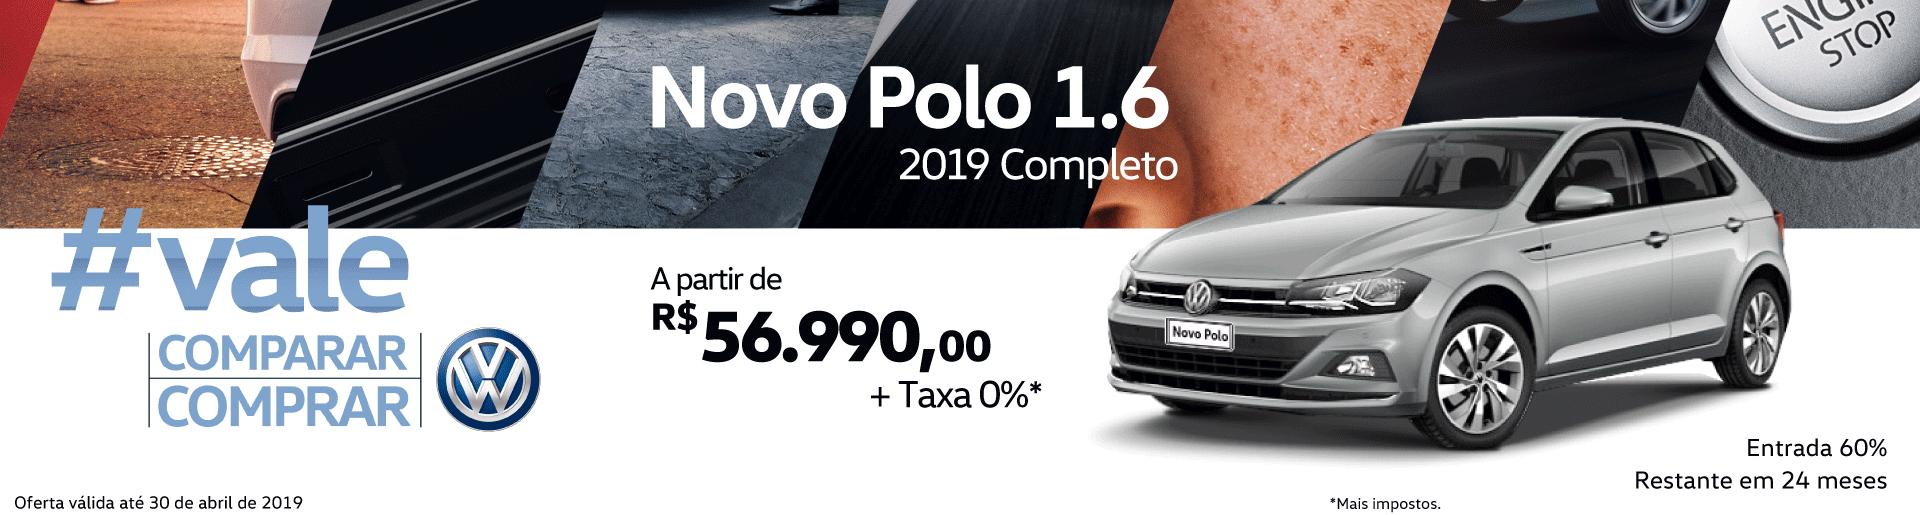 ENGI
STOP
Novo Polo 1.6
2019 Completo
#vale
COMPARAR
COMPRAR
A partir de
R$ 56.990,00
+ Taxa 0%*
Novo Polo
Entrada 60%
Restante em 24 meses
Oferta válida até 30 de abril de 2019
*Mais impostos.